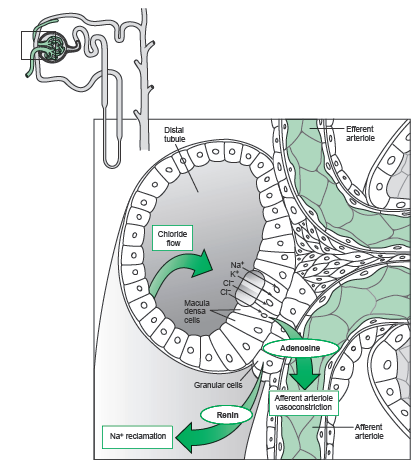 Distal
tubule
Efferent
arteriole
Chloride
flow
Na+
K+
Cl–
Cl–
Macula
densa
cells
Adenosine
Granular cells
Afferent arteriole
vasoconstriction
Renin
Na+ reclamation
Afferent
arteriole